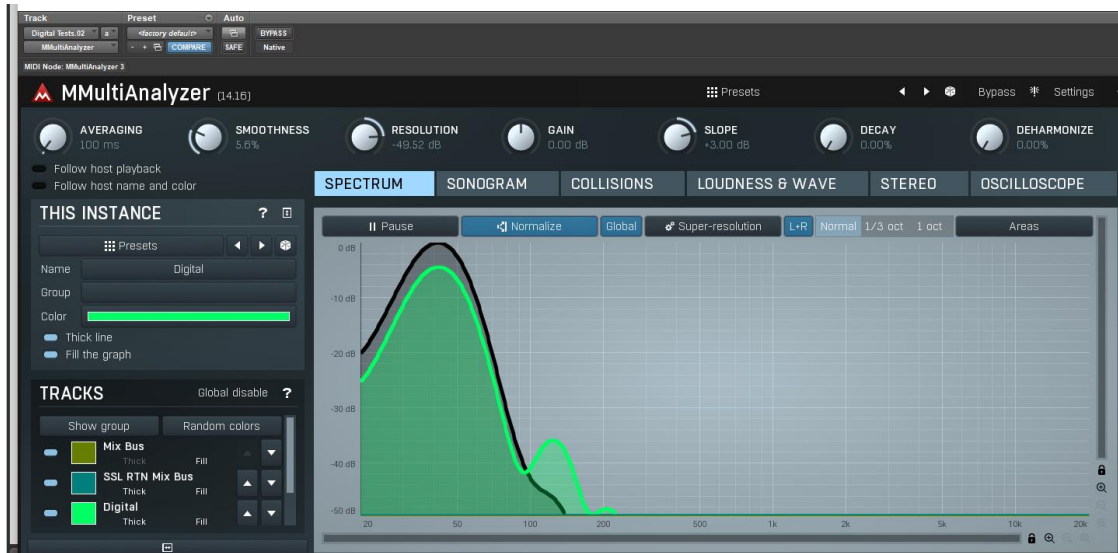 Track Preset Auto
Digital Tests.02 a <factory default> BYPASS
MMultiAnalyzer - + COMPARE SAFE Native
MIDI Node: MMultiAnalyzer 3
MMultiAnalyzer (14.16) Presets Bypass Settings
AVERAGING SMOOTHNESS RESOLUTION GAIN SLOPE DECAY DEHARMONIZE
100 ms 5.6% -49.52 dB 0.00 dB +3.00 dB 0.00% 0.00%
Follow host playback
Follow host name and color
SPECTRUM SONOGRAM COLLISIONS LOUDNESS & WAVE STEREO OSCILLOSCOPE
THIS INSTANCE ?
Presets
Name Digital
Group
Color
Thick line
Fill the graph
TRACKS Global disable ?
Show group Random colors
Mix Bus
Thick Fill
SSL RTN Mix Bus
Thick Fill
Digital
Thick Fill
Pause Normalize Global Super-resolution L+R Normal 1/3 oct 1 oct Areas
0 dB
-10 dB
-20 dB
-30 dB
-40 dB
-50 dB
20 50 100 200 500 1k 2k 5k 10k 20k